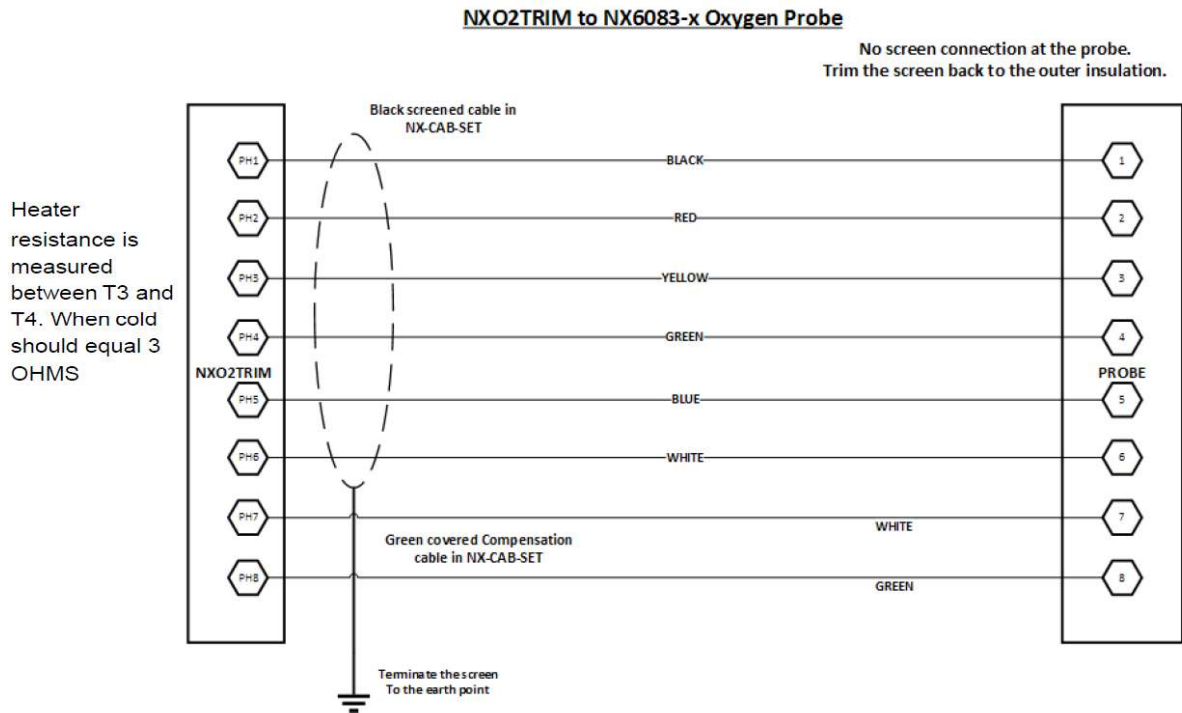 NXO2TRIM to NX6083-x Oxygen Probe
No screen connection at the probe.
Trim the screen back to the outer insulation.
Black screened cable in
NX-CAB-SET
Heater
resistance is
measured
between T3 and
T4. When cold
should equal 3
OHMS
PH1
BLACK
1
PH2
RED
2
PH3
YELLOW
3
PH4
GREEN
4
NXO2TRIM
PROBE
PH5
BLUE
5
PH6
WHITE
6
PH7
WHITE
7
Green covered Compensation
cable in NX-CAB-SET
PH8
GREEN
8
Terminate the screen
To the earth point